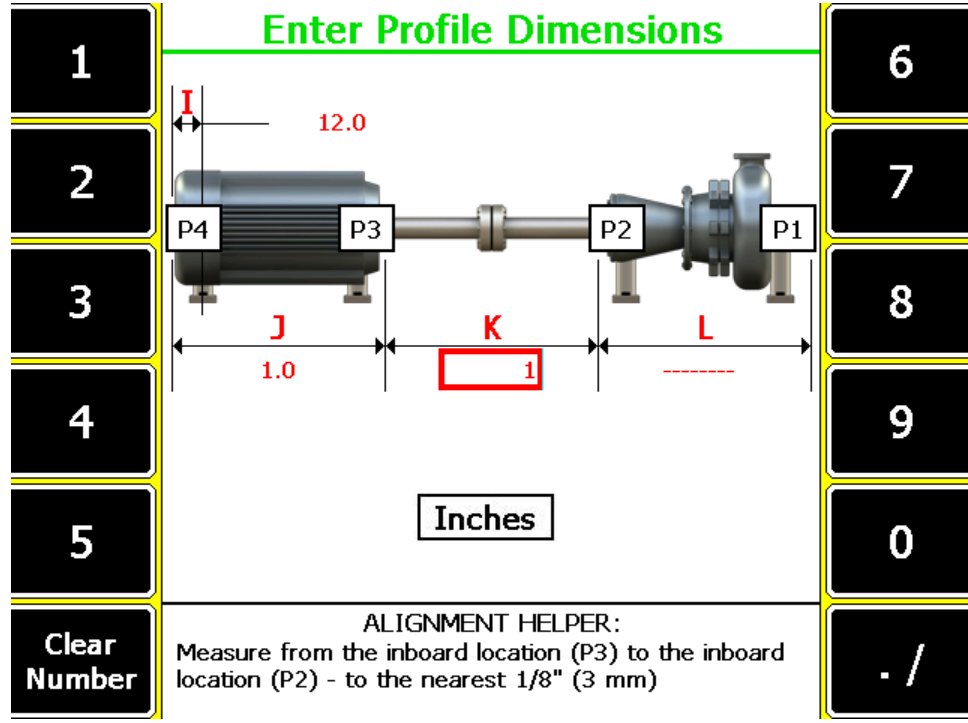 Enter Profile Dimensions
1
6
I
12.0
2
7
P4
P3
P2
P1
3
8
J
K
L
1.0
1
--------
4
9
Inches
5
0
ALIGNMENT HELPER:
Clear
Number
Measure from the inboard location (P3) to the inboard
location (P2) - to the nearest 1/8" (3 mm)
. /